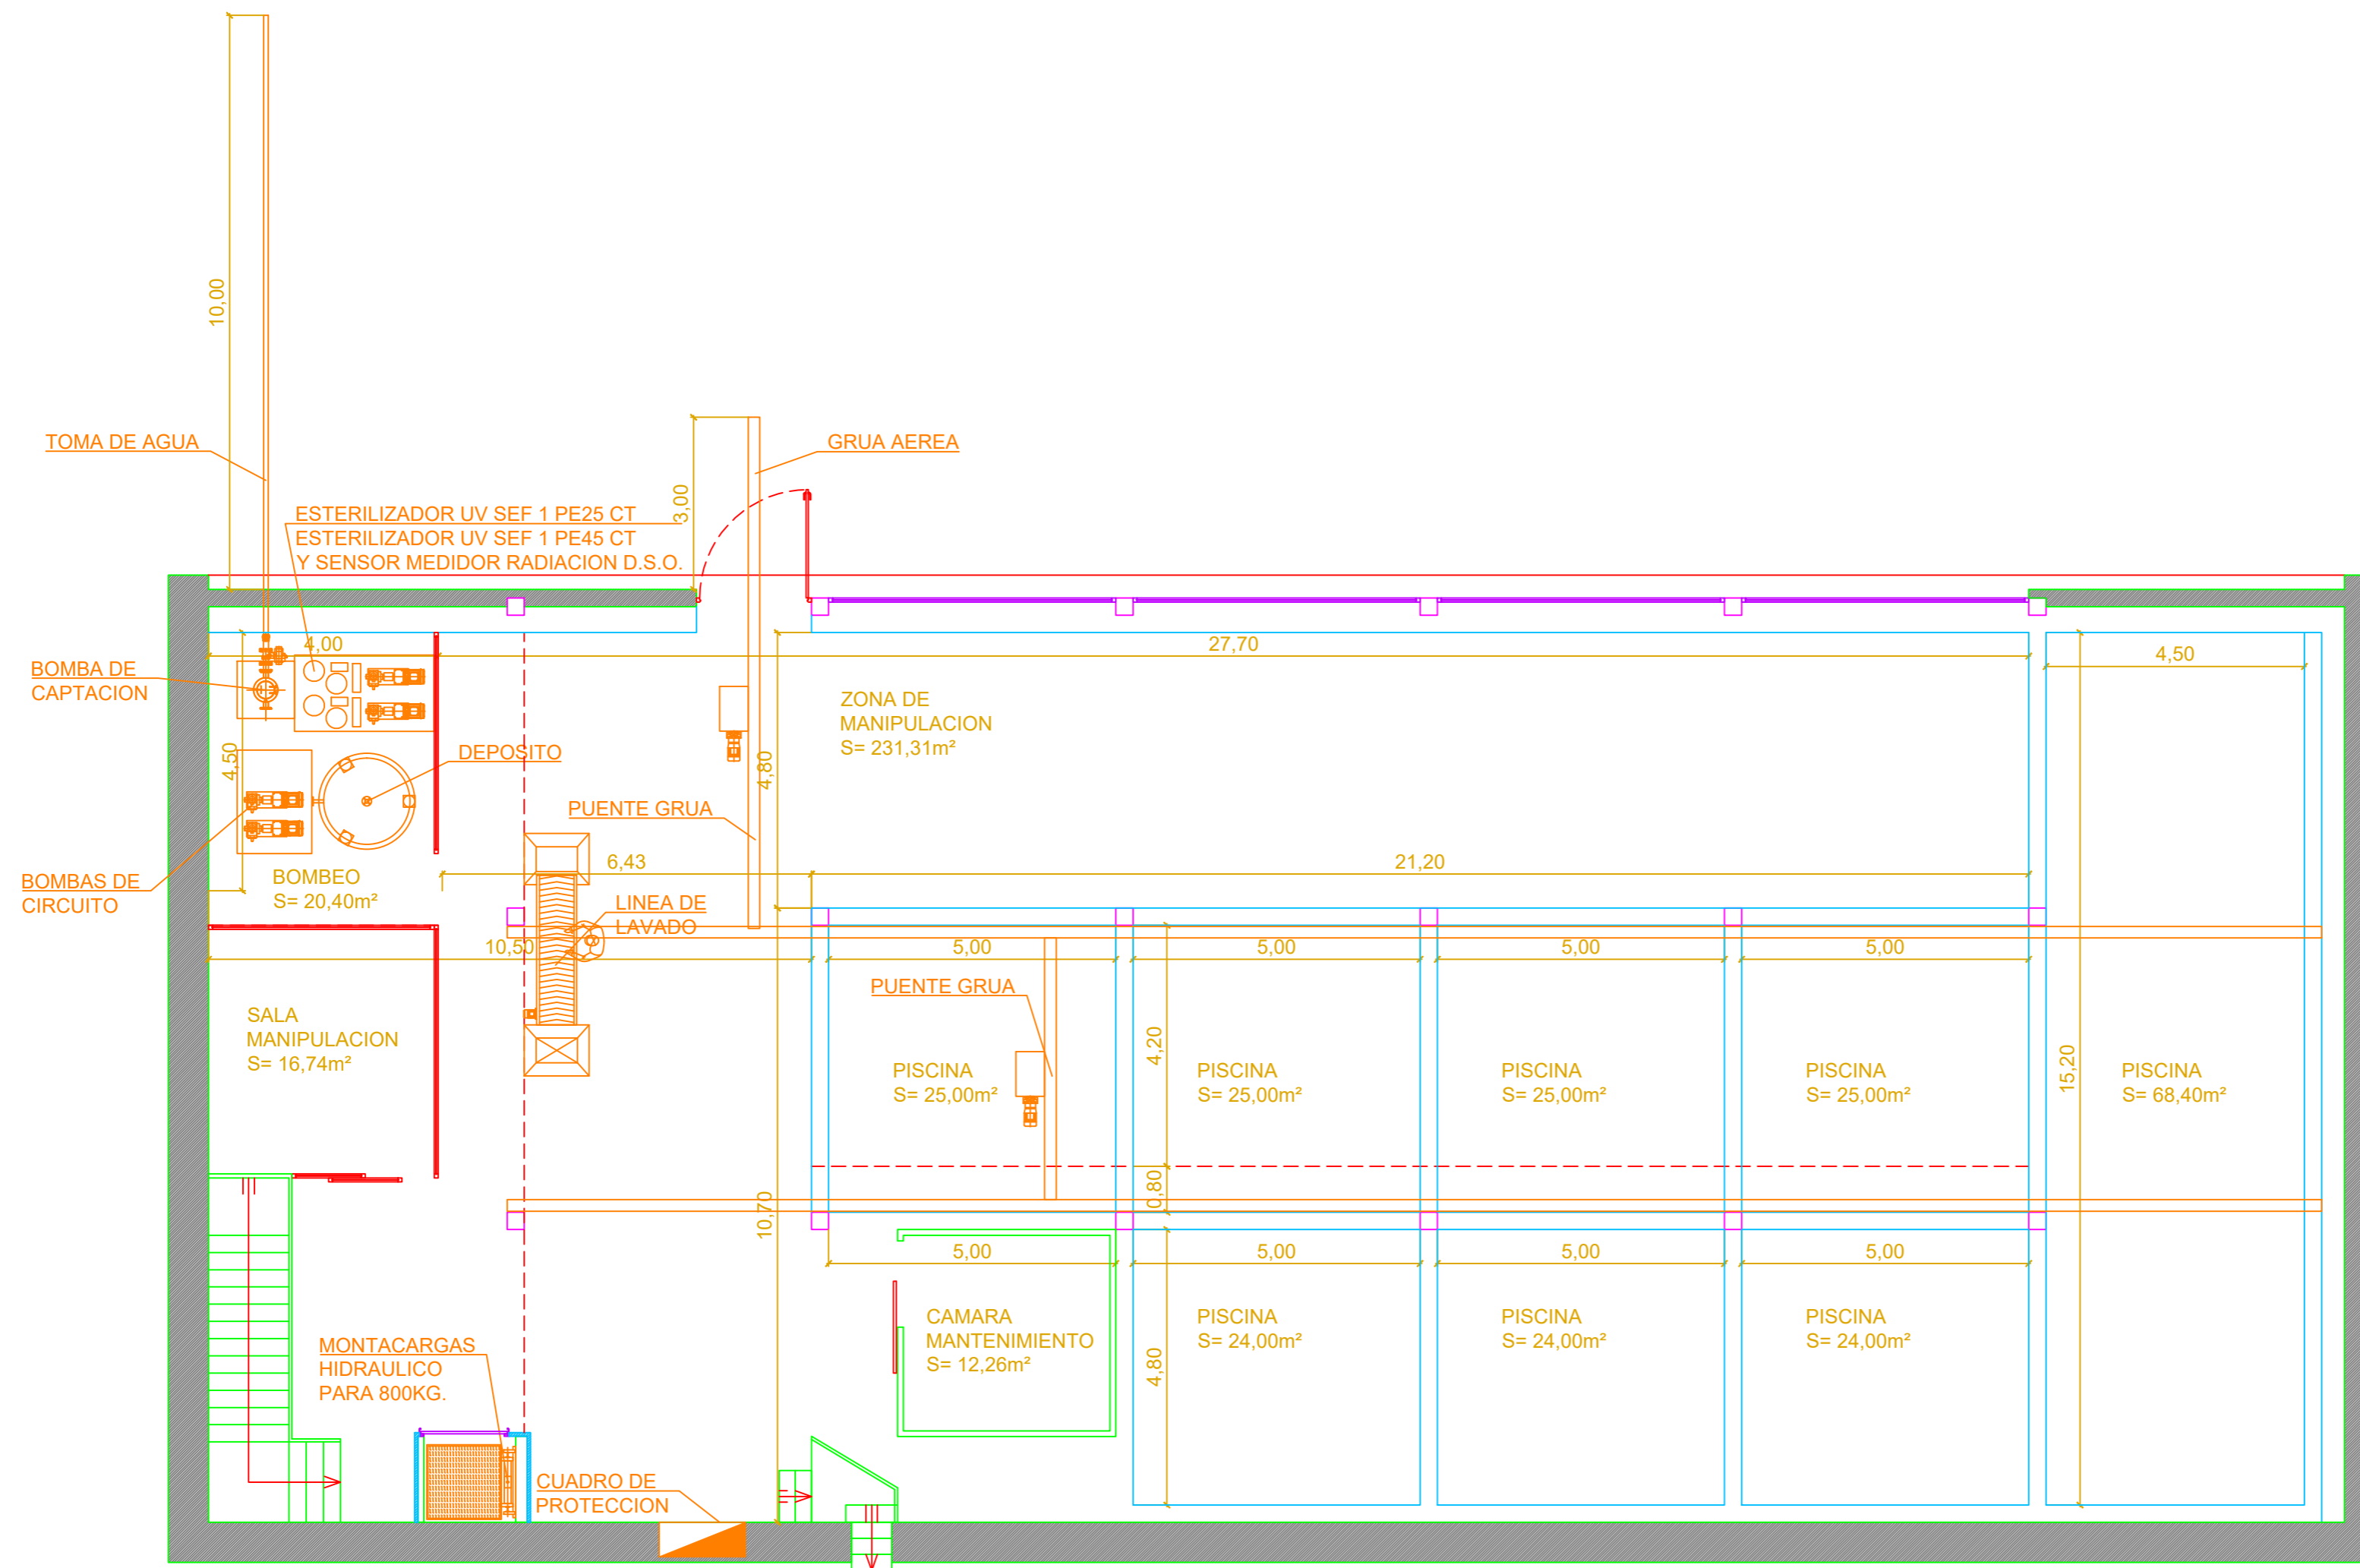 10,00
TOMA DE AGUA
GRUA AEREA
3,00
ESTERILIZADOR UV SEF 1 PE25 CT
ESTERILIZADOR UV SEF 1 PE45 CT
Y SENSOR MEDIDOR RADIACION D.S.O.
4,00
27,70
4,50
BOMBA DE
CAPTACION
ZONA DE
MANIPULACION
S= 231,31m²
4,50
DEPOSITO
4,80
PUENTE GRUA
6,43
21,20
BOMBAS DE
CIRCUITO
BOMBEO
S= 20,40m²
LINEA DE
LAVADO
10,50
5,00
5,00
5,00
5,00
PUENTE GRUA
SALA
MANIPULACION
S= 16,74m²
4,20
15,20
PISCINA
S= 25,00m²
PISCINA
S= 25,00m²
PISCINA
S= 25,00m²
PISCINA
S= 25,00m²
PISCINA
S= 68,40m²
0,80
10,70
5,00
5,00
5,00
5,00
CAMARA
MANTENIMIENTO
S= 12,26m²
4,80
PISCINA
S= 24,00m²
PISCINA
S= 24,00m²
PISCINA
S= 24,00m²
MONTACARGAS
HIDRAULICO
PARA 800KG.
CUADRO DE
PROTECCION